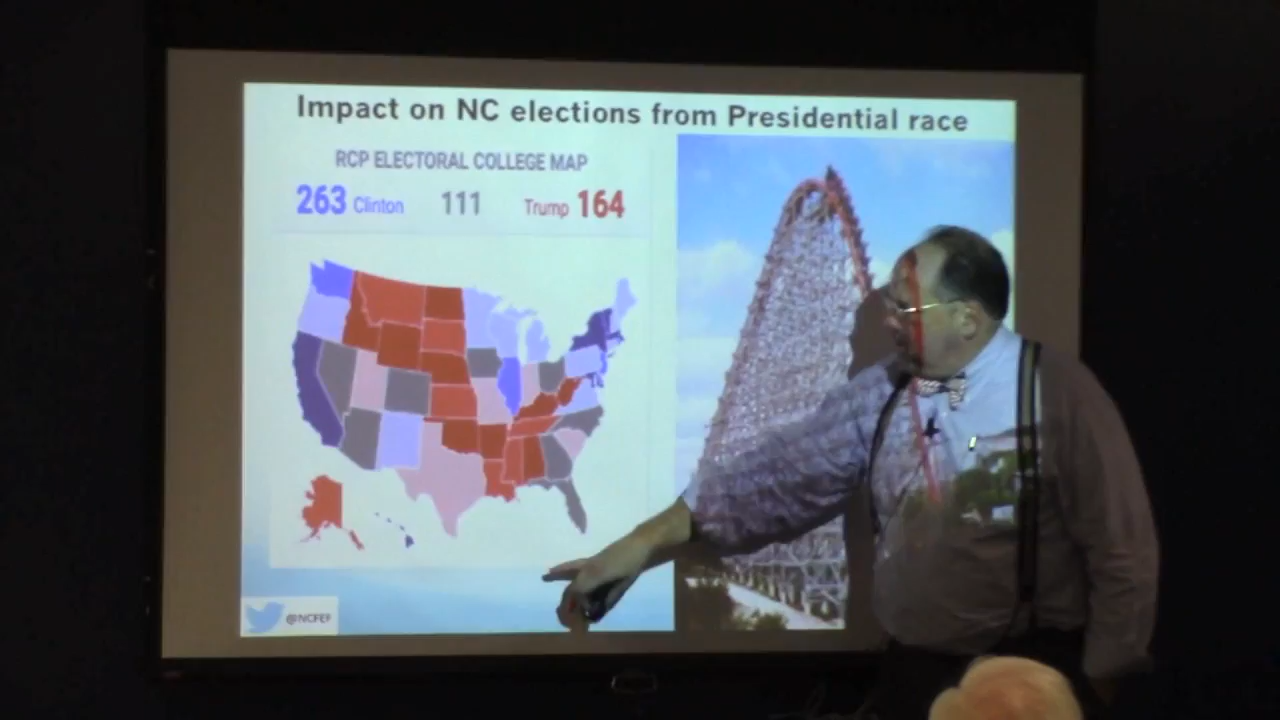 Impact on NC elections from Presidential race
RCP ELECTORAL COLLEGE MAP
263 Clinton 111 Trump 164
@NCFEF